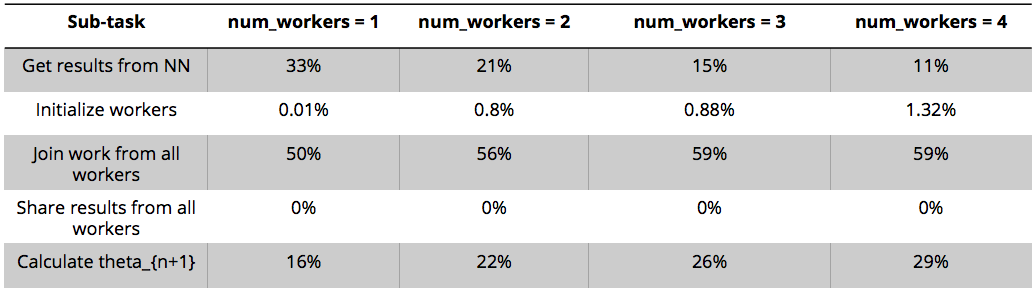 Sub-task num_workers = 1 num_workers = 2 num_workers = 3 num_workers = 4
Get results from NN 33% 21% 15% 11%
Initialize workers 0.01% 0.8% 0.88% 1.32%
Join work from all workers 50% 56% 59% 59%
Share results from all workers 0% 0% 0% 0%
Calculate theta_{n+1} 16% 22% 26% 29%